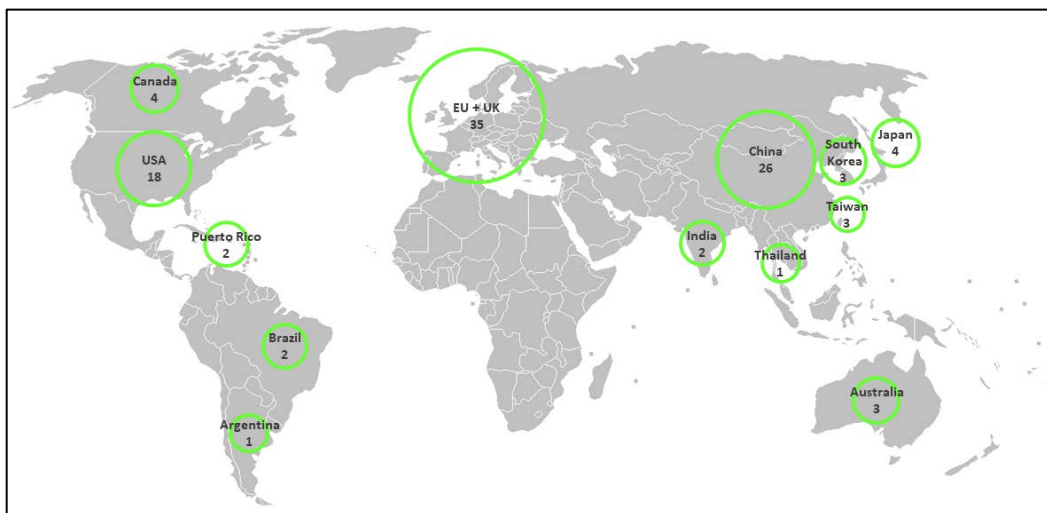 Canada
4
EU + UK
35
USA
18
China
26
South
Korea
3
Japan
4
Taiwan
3
Puerto Rico
2
India
2
Thailand
1
Brazil
2
Australia
3
Argentina
1